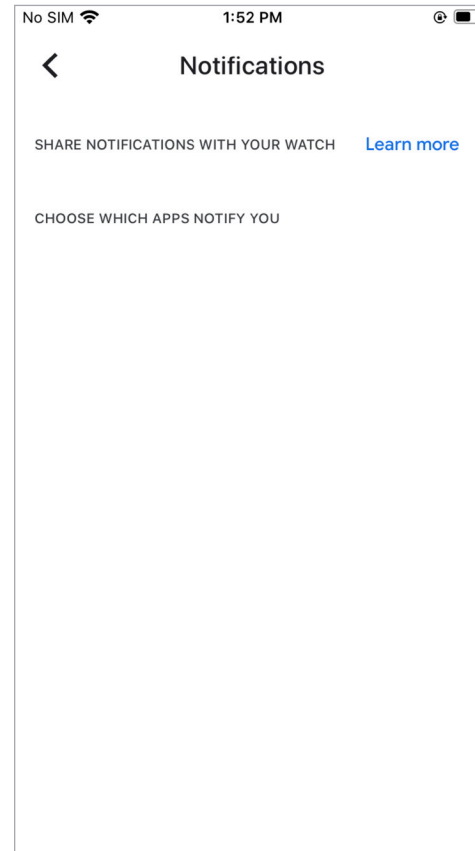 No SIM 1:52 PM
Notifications
SHARE NOTIFICATIONS WITH YOUR WATCH Learn more
CHOOSE WHICH APPS NOTIFY YOU